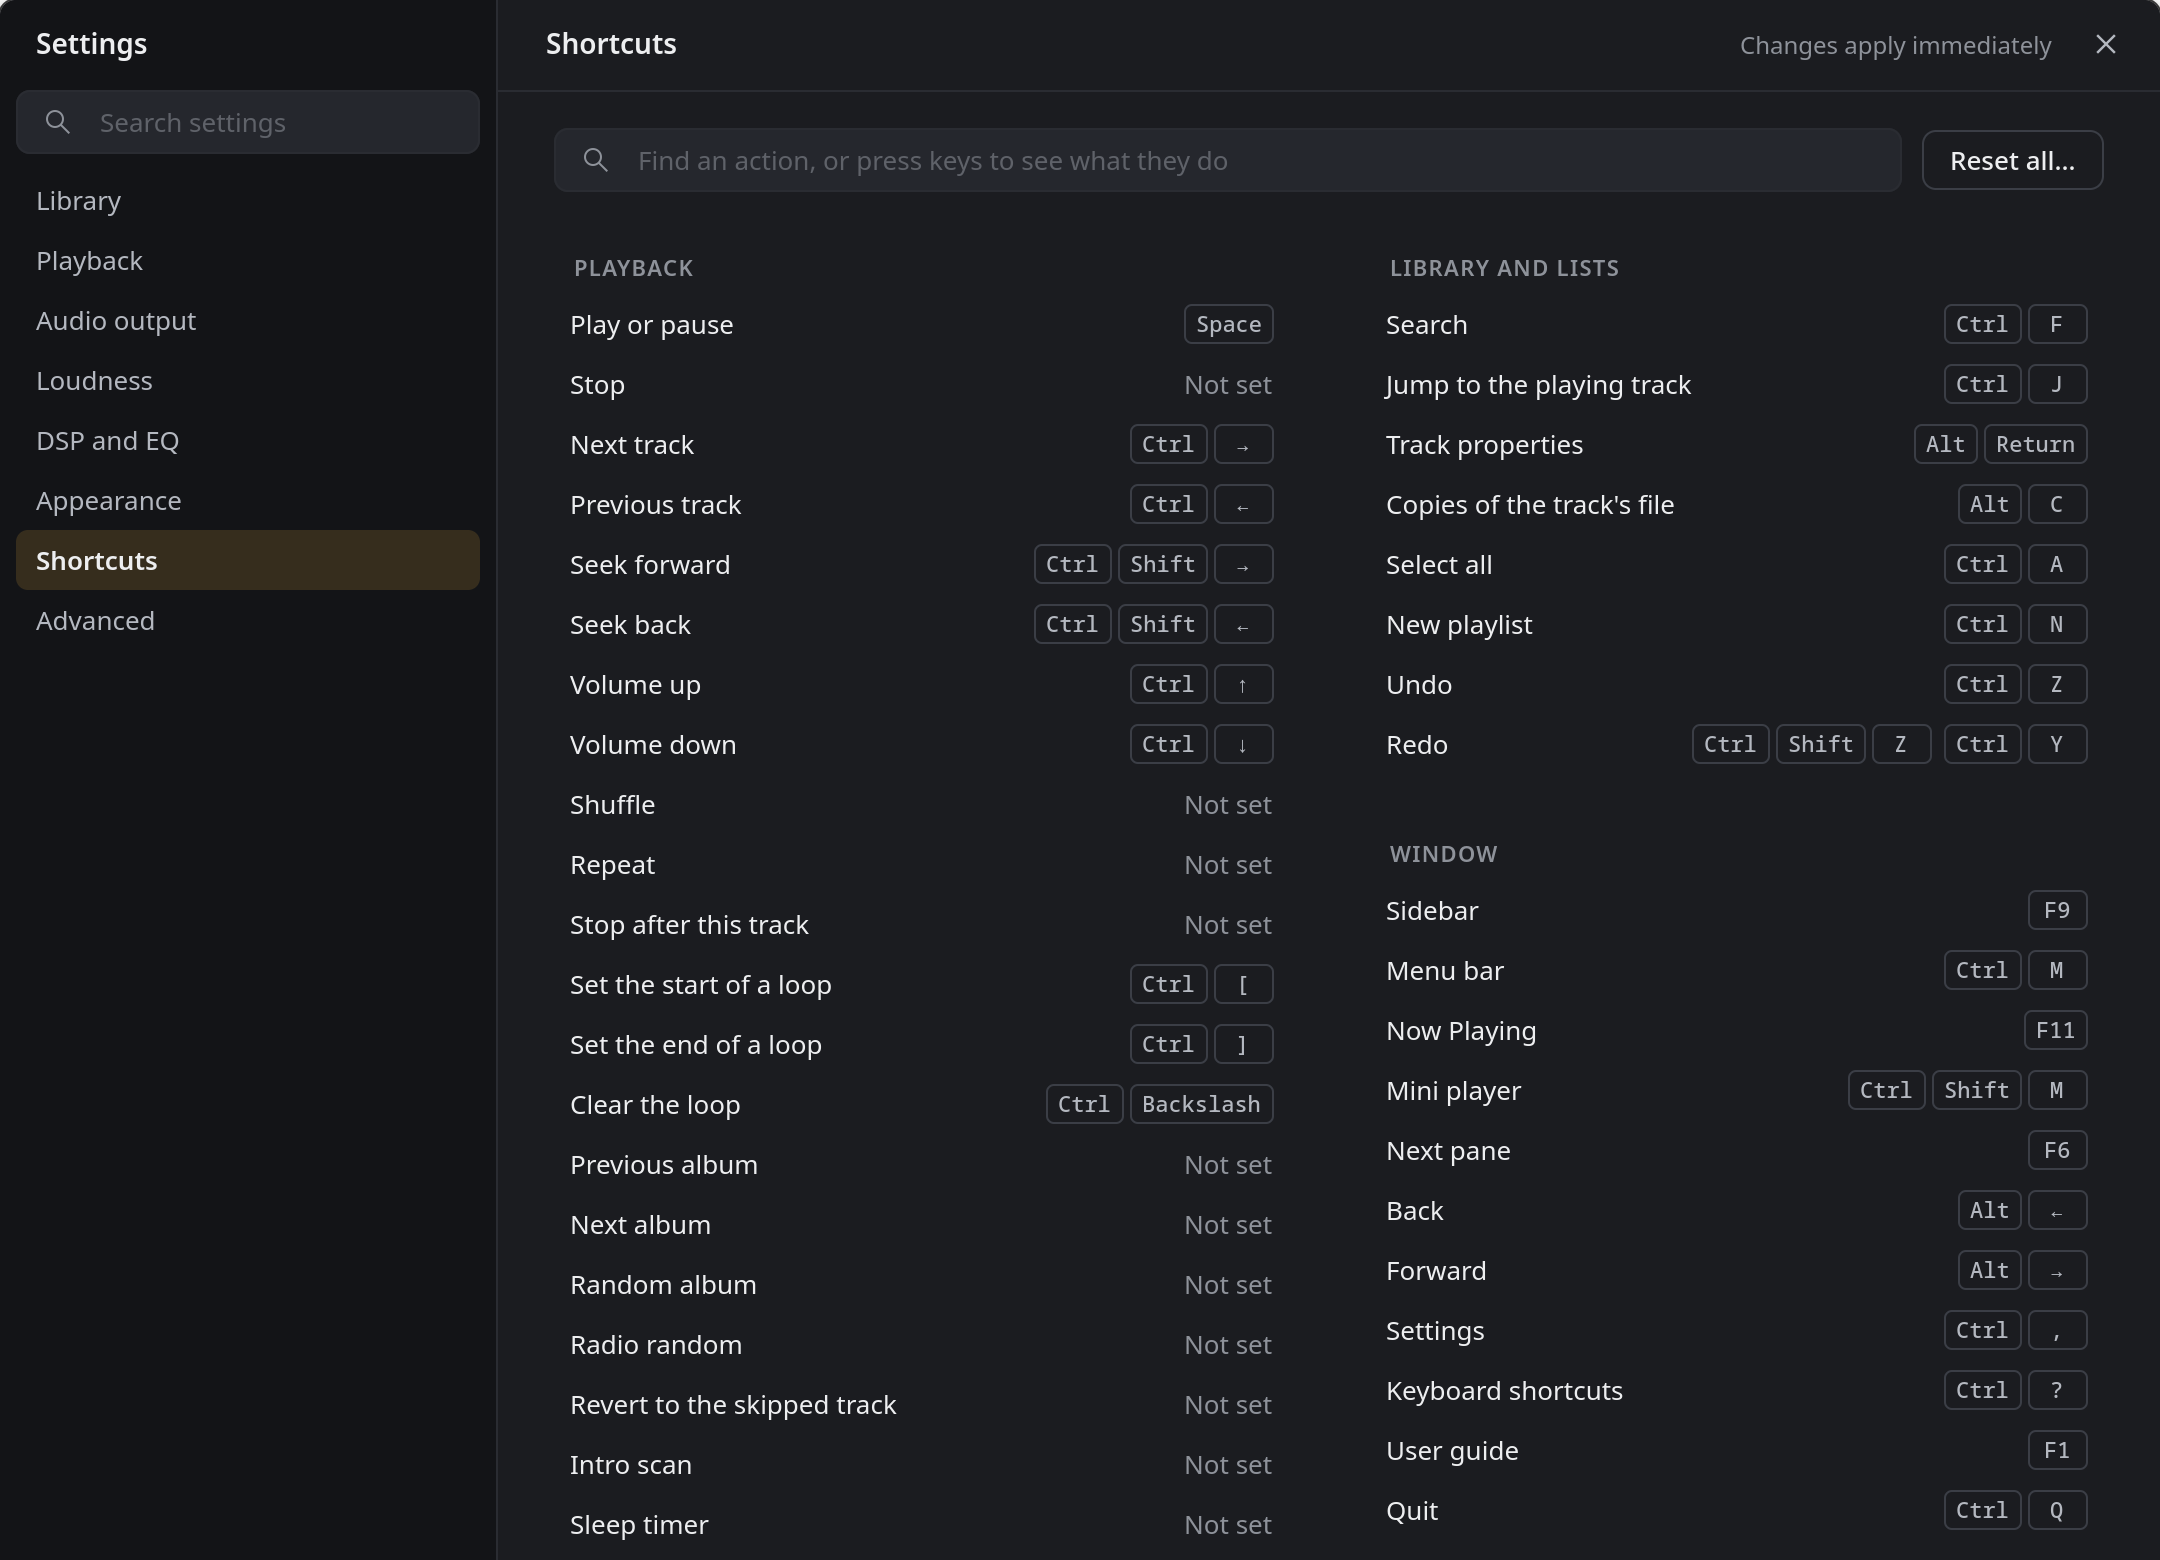 Settings
Search settings
Library
Playback
Audio output
Loudness
DSP and EQ
Appearance
Shortcuts
Advanced
Shortcuts
Changes apply immediately
Find an action, or press keys to see what they do
Reset all...
PLAYBACK
Play or pause Space
Stop Not set
Next track Ctrl →
Previous track Ctrl ←
Seek forward Ctrl Shift →
Seek back Ctrl Shift ←
Volume up Ctrl ↑
Volume down Ctrl ↓
Shuffle Not set
Repeat Not set
Stop after this track Not set
Set the start of a loop Ctrl [
Set the end of a loop Ctrl ]
Clear the loop Ctrl Backslash
Previous album Not set
Next album Not set
Random album Not set
Radio random Not set
Revert to the skipped track Not set
Intro scan Not set
Sleep timer Not set
LIBRARY AND LISTS
Search Ctrl F
Jump to the playing track Ctrl J
Track properties Alt Return
Copies of the track's file Alt C
Select all Ctrl A
New playlist Ctrl N
Undo Ctrl Z
Redo Ctrl Shift Z Ctrl Y
WINDOW
Sidebar F9
Menu bar Ctrl M
Now Playing F11
Mini player Ctrl Shift M
Next pane F6
Back Alt ←
Forward Alt →
Settings Ctrl ,
Keyboard shortcuts Ctrl ?
User guide F1
Quit Ctrl Q